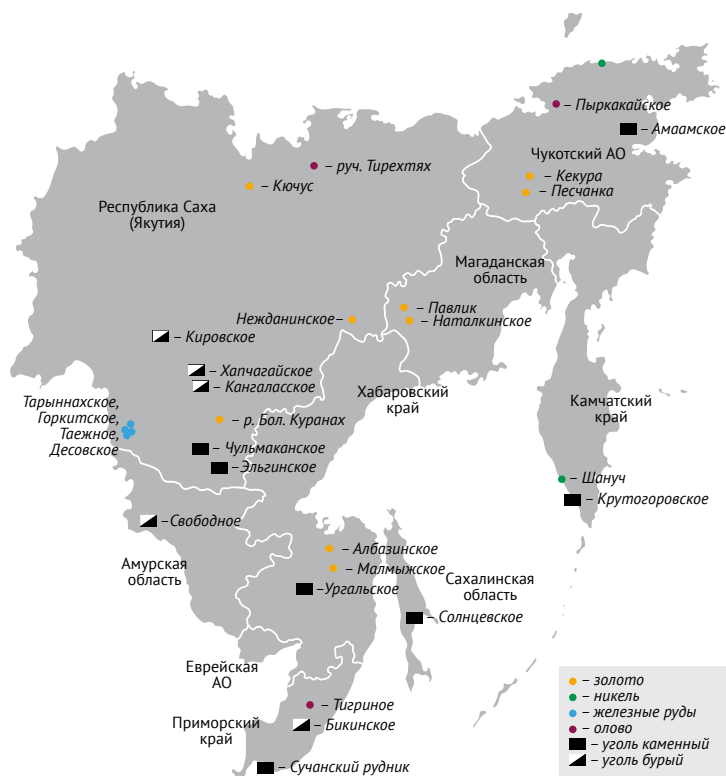 – Пыркакайское
– Амаамское
Чукотский АО
– руч. Тирехтях
– Кючус
– Кекура
– Песчанка
Республика Саха
(Якутия)
Магаданская
область
– Павлик
Нежданинское–
– Наталкинское
– Кировское
– Хапчагайское
– Кангаласское
Хабаровский
край
Камчатский
край
Тарыннахское,
Горкитское,
Таежное,
Десовское
– р. Бол. Куранах
– Чульмаканское
–Эльгинское
– Шануч
– Крутогоровское
–Свободное
Амурская
область
– Албазинское
– Малмыжское
–Ургальское
Сахалинская
область
– Солнцевское
Еврейская
АО
– Тигриное
– Бикинское
Приморский
край
– Сучанский рудник
– золото
– никель
– железные руды
– олово
– уголь каменный
– уголь бурый